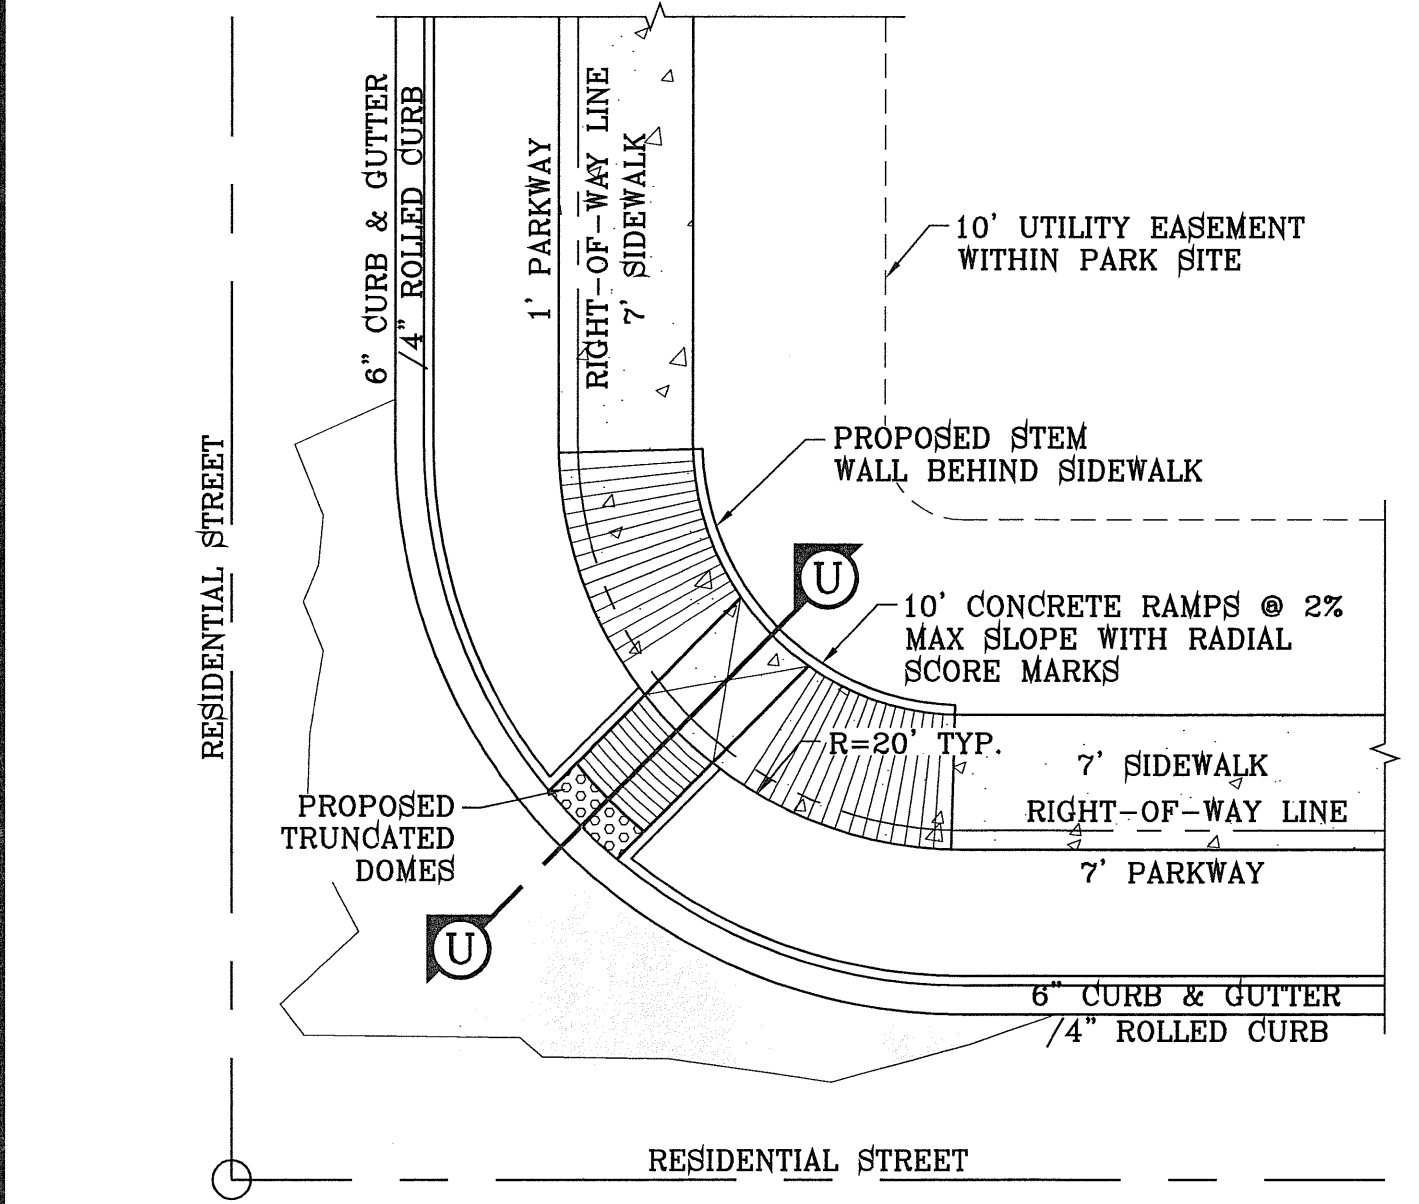 6" CURB & GUTTER
/4" ROLLED CURB
1' PARKWAY
RIGHT-OF-WAY LINE
7' SIDEWALK
10' UTILITY EASEMENT
WITHIN PARK SITE
RESIDENTIAL STREET
PROPOSED STEM
WALL BEHIND SIDEWALK
U
10' CONCRETE RAMPS @ 2%
MAX SLOPE WITH RADIAL
SCORE MARKS
R=20' TYP.
7' SIDEWALK
RIGHT-OF-WAY LINE
7' PARKWAY
PROPOSED
TRUNCATED
DOMES
U
6" CURB & GUTTER
/4" ROLLED CURB
RESIDENTIAL STREET